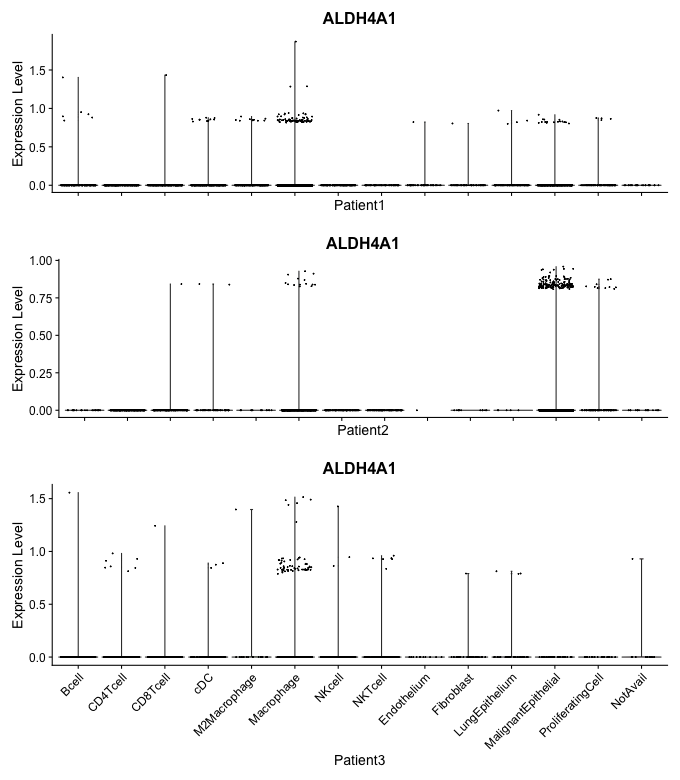 ALDH4A1
Expression Level
1.5
1.0
0.5
0.0
Patient1
ALDH4A1
Expression Level
1.00
0.75
0.50
0.25
0.00
Patient2
ALDH4A1
Expression Level
1.5
1.0
0.5
0.0
Bcell
CD4Tcell
CD8Tcell
cDC
M2Macrophage
Macrophage
NKcell
NKTcell
Endothelium
Fibroblast
LungEpithelium
MalignantEpithelial
ProliferatingCell
NotAvail
Patient3